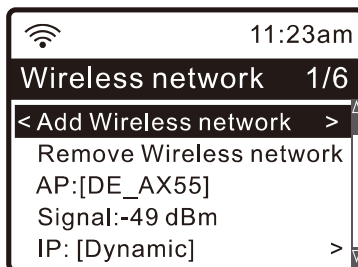 11:23am
Wireless network 1/6
< Add Wireless network >
Remove Wireless network
AP:[DE_AX55]
Signal:-49 dBm
IP: [Dynamic] >